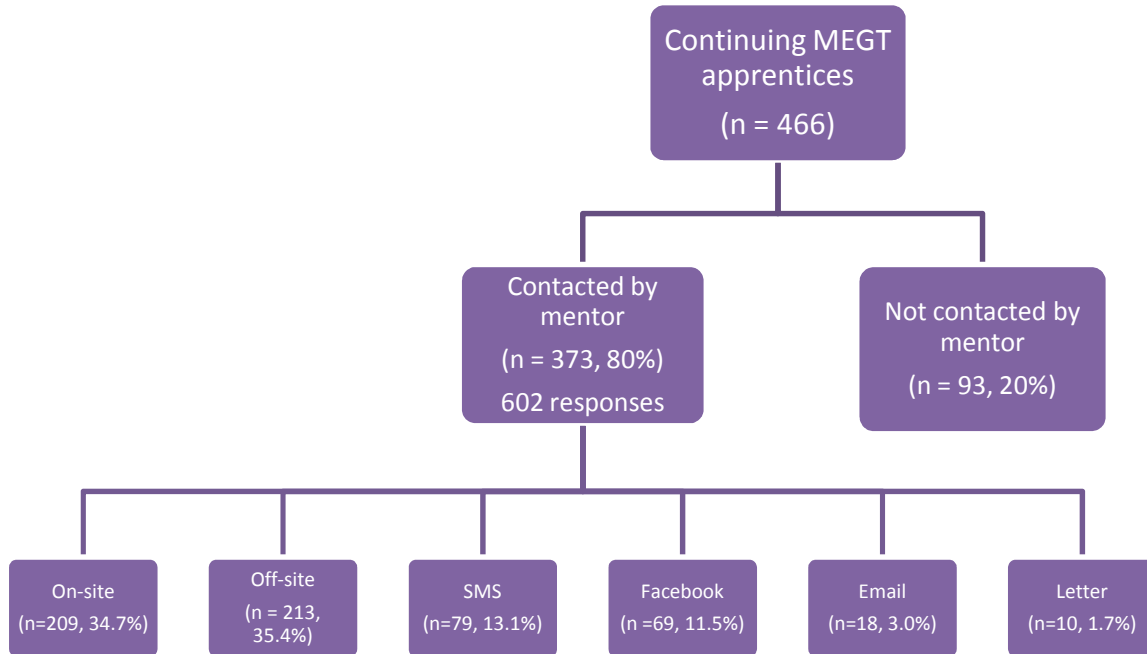 Continuing MEGT
apprentices
(n = 466)
Contacted by
mentor
(n = 373, 80%)
602 responses
Not contacted by
mentor
(n = 93, 20%)
On-site
(n=209, 34.7%)
Off-site
(n = 213,
35.4%)
SMS
(n=79, 13.1%)
Facebook
(n =69, 11.5%)
Email
(n=18, 3.0%)
Letter
(n=10, 1.7%)